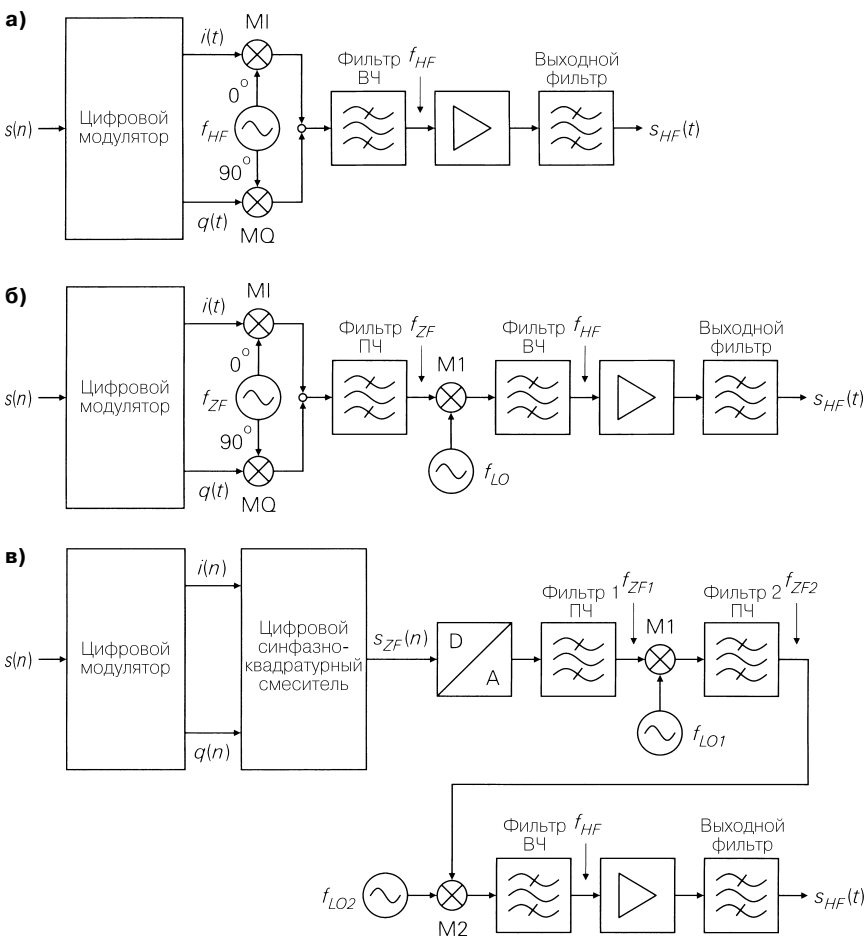 а)
MI
i(t)
0°
Фильтр
ВЧ
f_HF
Выходной
фильтр
s(n)
Цифровой
модулятор
f_HF
s_HF(t)
90°
q(t)
MQ
б)
MI
i(t)
0°
Фильтр
ПЧ
f_ZF
M1
Фильтр
ВЧ
f_HF
Выходной
фильтр
s(n)
Цифровой
модулятор
f_ZF
s_HF(t)
90°
q(t)
MQ
f_LO
в)
i(n)
Фильтр 1
ПЧ
f_ZF1
M1
Фильтр 2
ПЧ
f_ZF2
s(n)
Цифровой
модулятор
Цифровой
синфазно-
квадратурный
смеситель
s_ZF(n)
D
A
q(n)
f_LO1
Фильтр
ВЧ
f_HF
Выходной
фильтр
f_LO2
M2
s_HF(t)